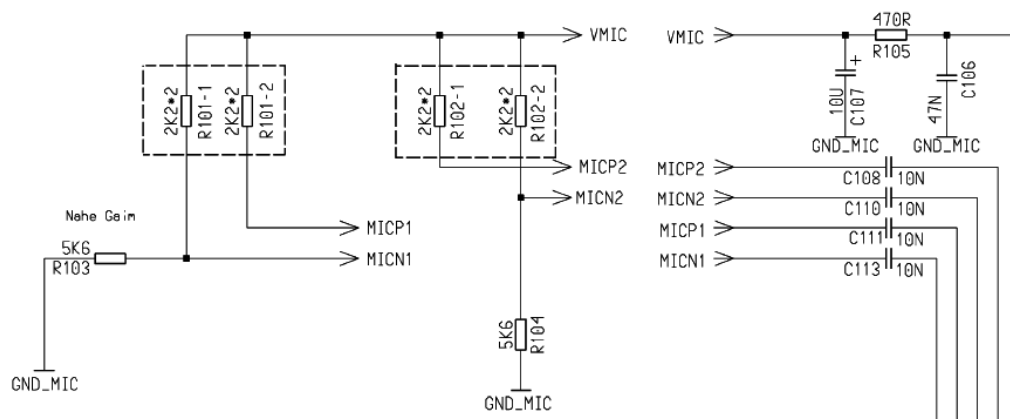 470R
VMIC
VMIC
R105
2K2*2
R101-1
2K2*2
R101-2
2K2*2
R102-1
2K2*2
R102-2
+
10U
C107
47N
C106
GND_MIC
GND_MIC
MICP2
MICP2
C108
10N
MICN2
MICN2
C110
10N
Nahe Gaim
MICP1
MICP1
C111
10N
5K6
R103
MICN1
MICN1
C113
10N
5K6
R104
GND_MIC
GND_MIC